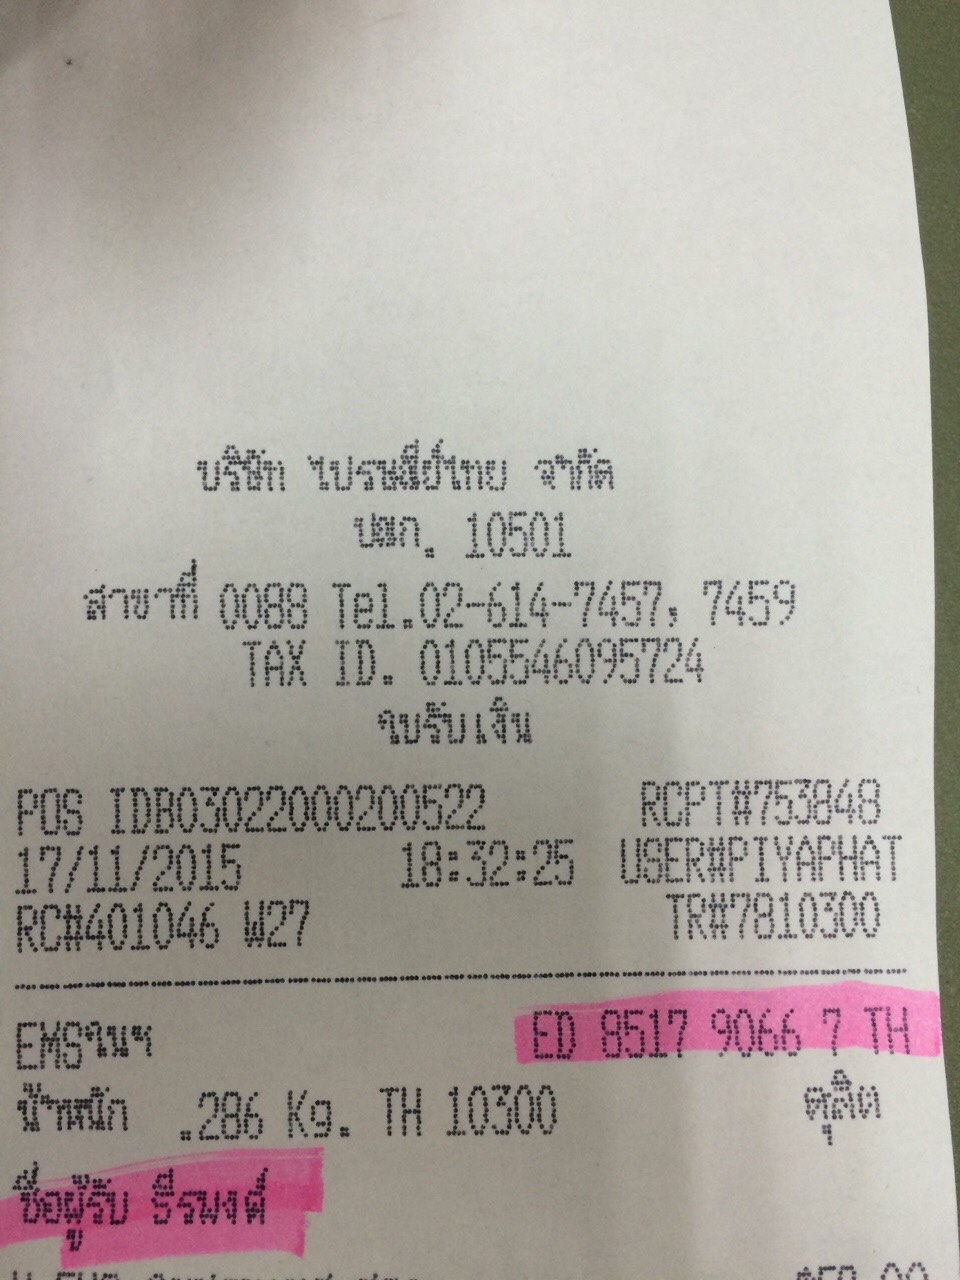 บริษัท ไปรษณีย์ไทย จำกัด
ปณก. 10501
สาขาที่ 0088 Tel.02-614-7457, 7459
TAX ID. 0105546095724
ใบรับเงิน
POS IDB03022000200522 RCPT#753848
17/11/2015 18:32:25 USER#PIYAPHAT
RC#401046 W27 TR#7810300
EMSในฯ ED 8517 9066 7 TH
น้ำหนัก .286 Kg. TH 10300 ดุสิต
ชื่อผู้รับ ธีรพงศ์